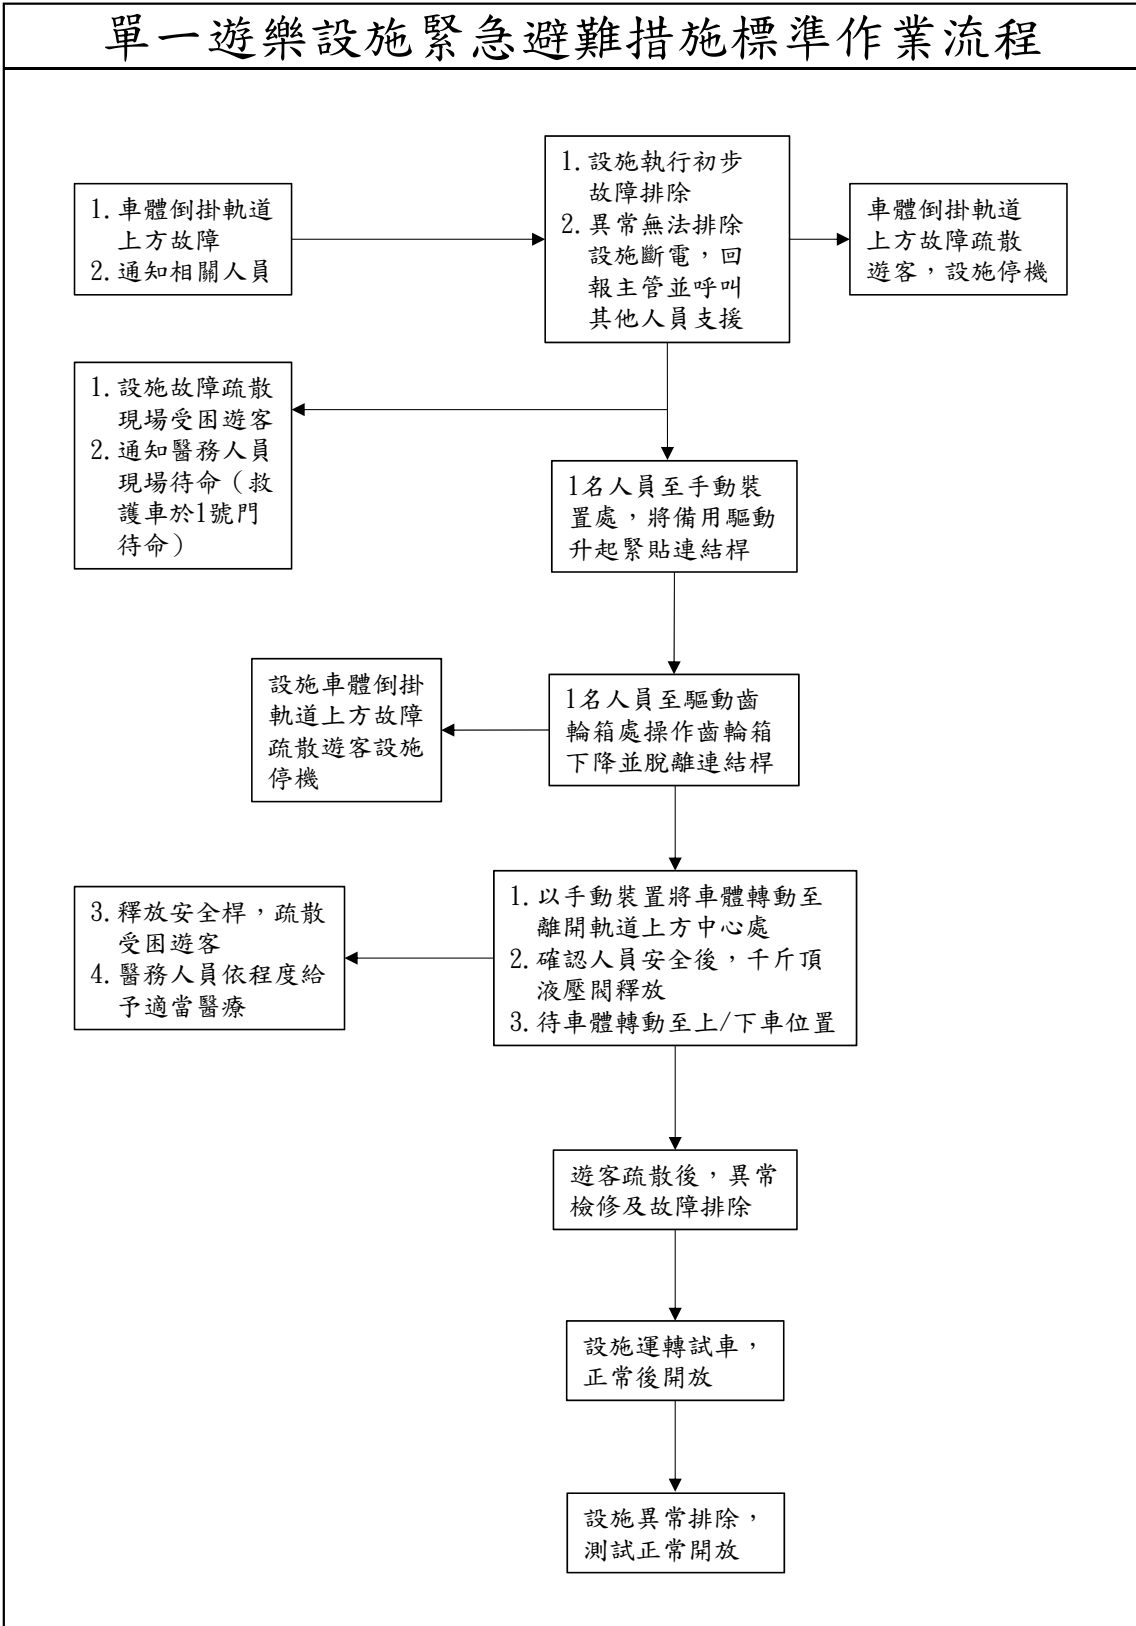 單一遊樂設施緊急避難措施標準作業流程
1. 車體倒掛軌道
上方故障
2. 通知相關人員
1. 設施執行初步
故障排除
2. 異常無法排除
設施斷電，回
報主管並呼叫
其他人員支援
車體倒掛軌道
上方故障疏散
遊客，設施停機
1. 設施故障疏散
現場受困遊客
2. 通知醫務人員
現場待命（救
護車於1號門
待命）
1名人員至手動裝
置處，將備用驅動
升起緊貼連結桿
設施車體倒掛
軌道上方故障
疏散遊客設施
停機
1名人員至驅動齒
輪箱處操作齒輪箱
下降並脫離連結桿
3. 釋放安全桿，疏散
受困遊客
4. 醫務人員依程度給
予適當醫療
1. 以手動裝置將車體轉動至
離開軌道上方中心處
2. 確認人員安全後，千斤頂
液壓閥釋放
3. 待車體轉動至上/下車位置
遊客疏散後，異常
檢修及故障排除
設施運轉試車，
正常後開放
設施異常排除，
測試正常開放